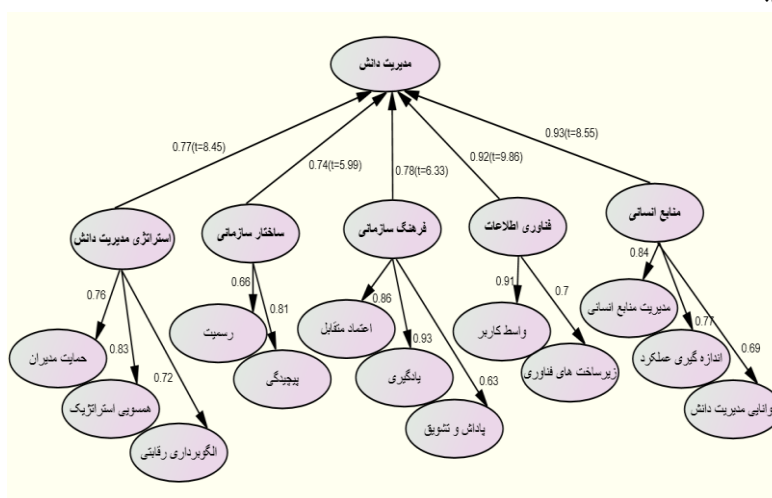 مدیریت دانش
0.77(t=8.45)
0.74(t=5.99)
0.78(t=6.33)
0.92(t=9.86)
0.93(t=8.55)
استراتژی مدیریت دانش
ساختار سازمانی
فرهنگ سازمانی
فناوری اطلاعات
منابع انسانی
0.76
0.83
0.72
0.66
0.81
0.86
0.93
0.63
0.91
0.7
0.84
0.77
0.69
حمایت مدیران
همسویی استراتژیک
الگوبرداری رقابتی
رسمیت
پیچیدگی
اعتماد متقابل
یادگیری
پاداش و تشویق
واسط کاربر
زیرساخت های فناوری
مدیریت منابع انسانی
اندازه گیری عملکرد
توانایی مدیریت دانش